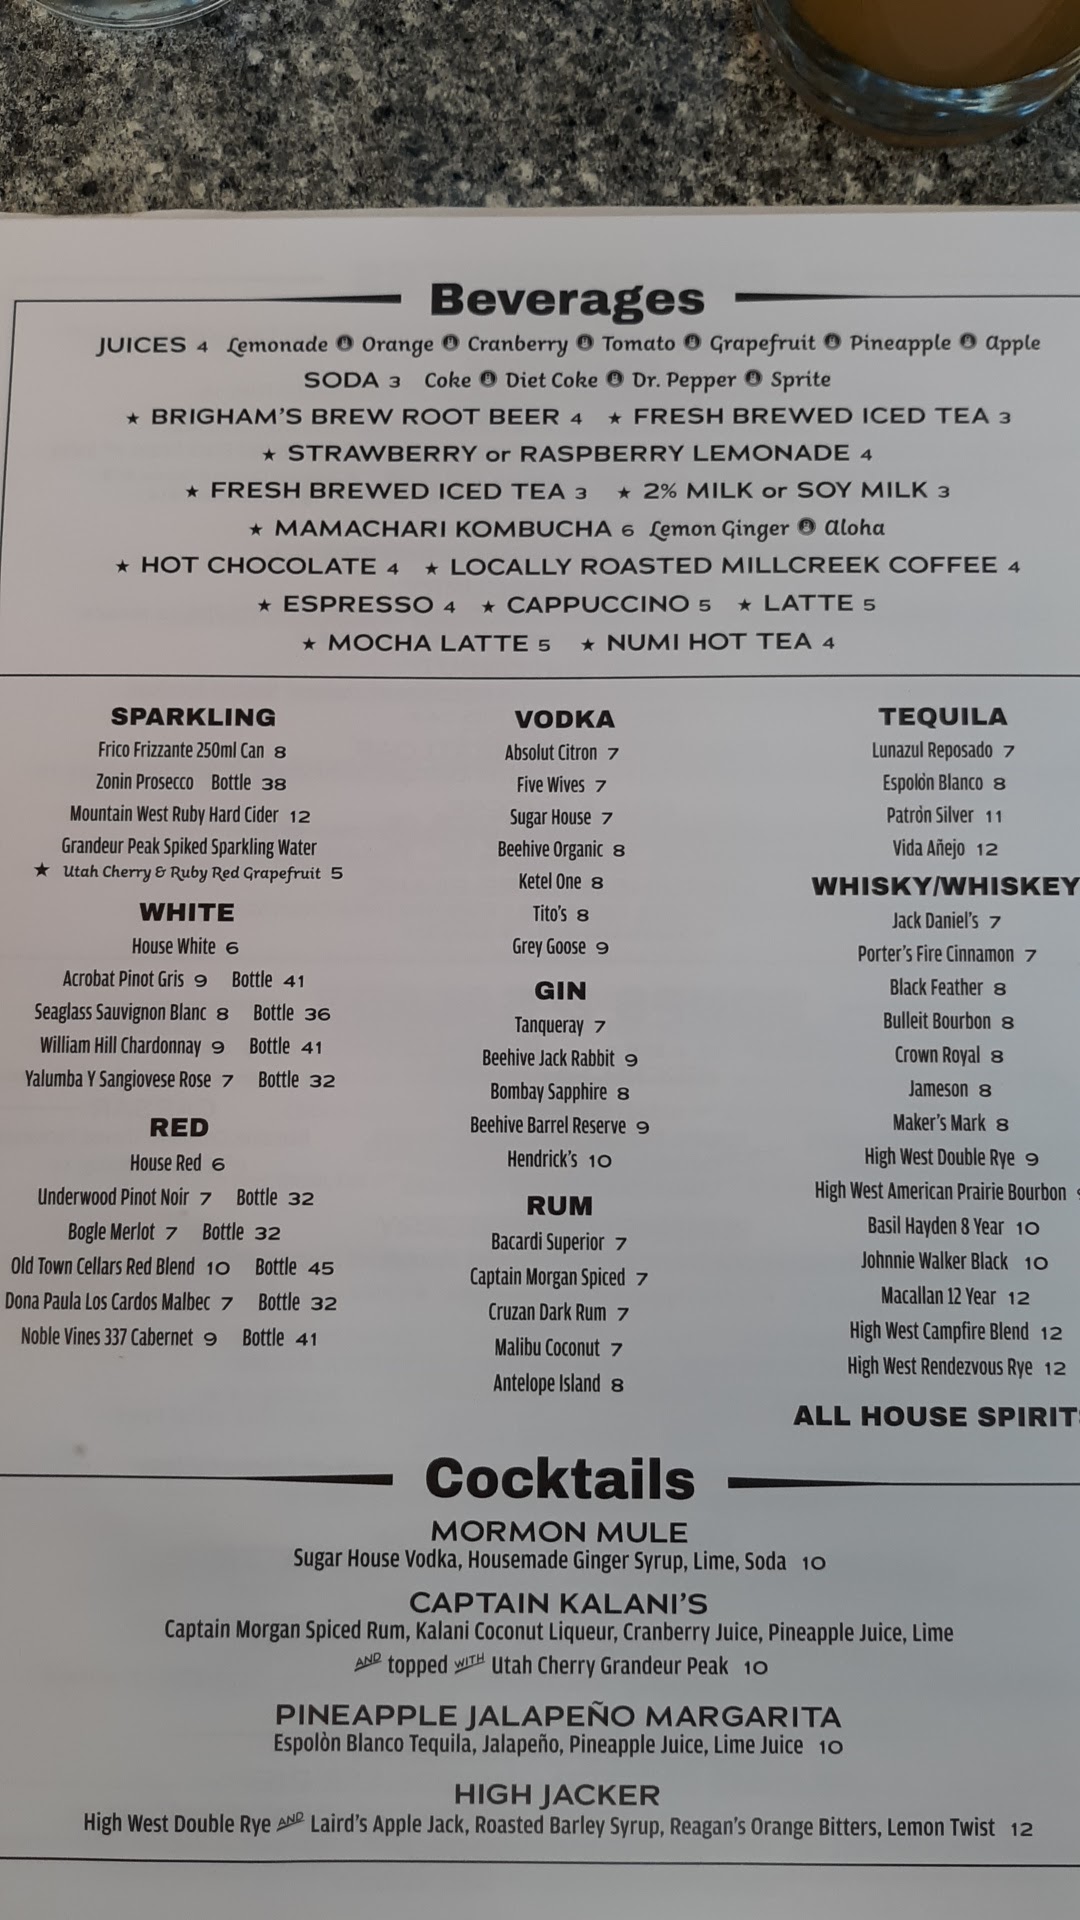 Beverages
JUICES 4 Lemonade Orange Cranberry Tomato Grapefruit Pineapple Apple
SODA 3 Coke Diet Coke Dr. Pepper Sprite
★ BRIGHAM'S BREW ROOT BEER 4 ★ FRESH BREWED ICED TEA 3
★ STRAWBERRY or RASPBERRY LEMONADE 4
★ FRESH BREWED ICED TEA 3 ★ 2% MILK or SOY MILK 3
★ MAMACHARI KOMBUCHA 6 Lemon Ginger Aloha
★ HOT CHOCOLATE 4 ★ LOCALLY ROASTED MILLCREEK COFFEE 4
★ ESPRESSO 4 ★ CAPPUCCINO 5 ★ LATTE 5
★ MOCHA LATTE 5 ★ NUMI HOT TEA 4
SPARKLING
Frico Frizzante 250ml Can 8
Zonin Prosecco Bottle 38
Mountain West Ruby Hard Cider 12
Grandeur Peak Spiked Sparkling Water
★ Utah Cherry & Ruby Red Grapefruit 5
WHITE
House White 6
Acrobat Pinot Gris 9 Bottle 41
Seaglass Sauvignon Blanc 8 Bottle 36
William Hill Chardonnay 9 Bottle 41
Yalumba Y Sangiovese Rose 7 Bottle 32
RED
House Red 6
Underwood Pinot Noir 7 Bottle 32
Bogle Merlot 7 Bottle 32
Old Town Cellars Red Blend 10 Bottle 45
Dona Paula Los Cardos Malbec 7 Bottle 32
Noble Vines 337 Cabernet 9 Bottle 41
VODKA
Absolut Citron 7
Five Wives 7
Sugar House 7
Beehive Organic 8
Ketel One 8
Tito's 8
Grey Goose 9
GIN
Tanqueray 7
Beehive Jack Rabbit 9
Bombay Sapphire 8
Beehive Barrel Reserve 9
Hendrick's 10
RUM
Bacardi Superior 7
Captain Morgan Spiced 7
Cruzan Dark Rum 7
Malibu Coconut 7
Antelope Island 8
TEQUILA
Lunazul Reposado 7
Espolòn Blanco 8
Patròn Silver 11
Vida Añejo 12
WHISKY/WHISKEY
Jack Daniel's 7
Porter's Fire Cinnamon 7
Black Feather 8
Bulleit Bourbon 8
Crown Royal 8
Jameson 8
Maker's Mark 8
High West Double Rye 9
High West American Prairie Bourbon
Basil Hayden 8 Year 10
Johnnie Walker Black 10
Macallan 12 Year 12
High West Campfire Blend 12
High West Rendezvous Rye 12
ALL HOUSE SPIRIT
Cocktails
MORMON MULE
Sugar House Vodka, Housemade Ginger Syrup, Lime, Soda 10
CAPTAIN KALANI'S
Captain Morgan Spiced Rum, Kalani Coconut Liqueur, Cranberry Juice, Pineapple Juice, Lime
AND topped WITH Utah Cherry Grandeur Peak 10
PINEAPPLE JALAPEÑO MARGARITA
Espolòn Blanco Tequila, Jalapeño, Pineapple Juice, Lime Juice 10
HIGH JACKER
High West Double Rye AND Laird's Apple Jack, Roasted Barley Syrup, Reagan's Orange Bitters, Lemon Twist 12